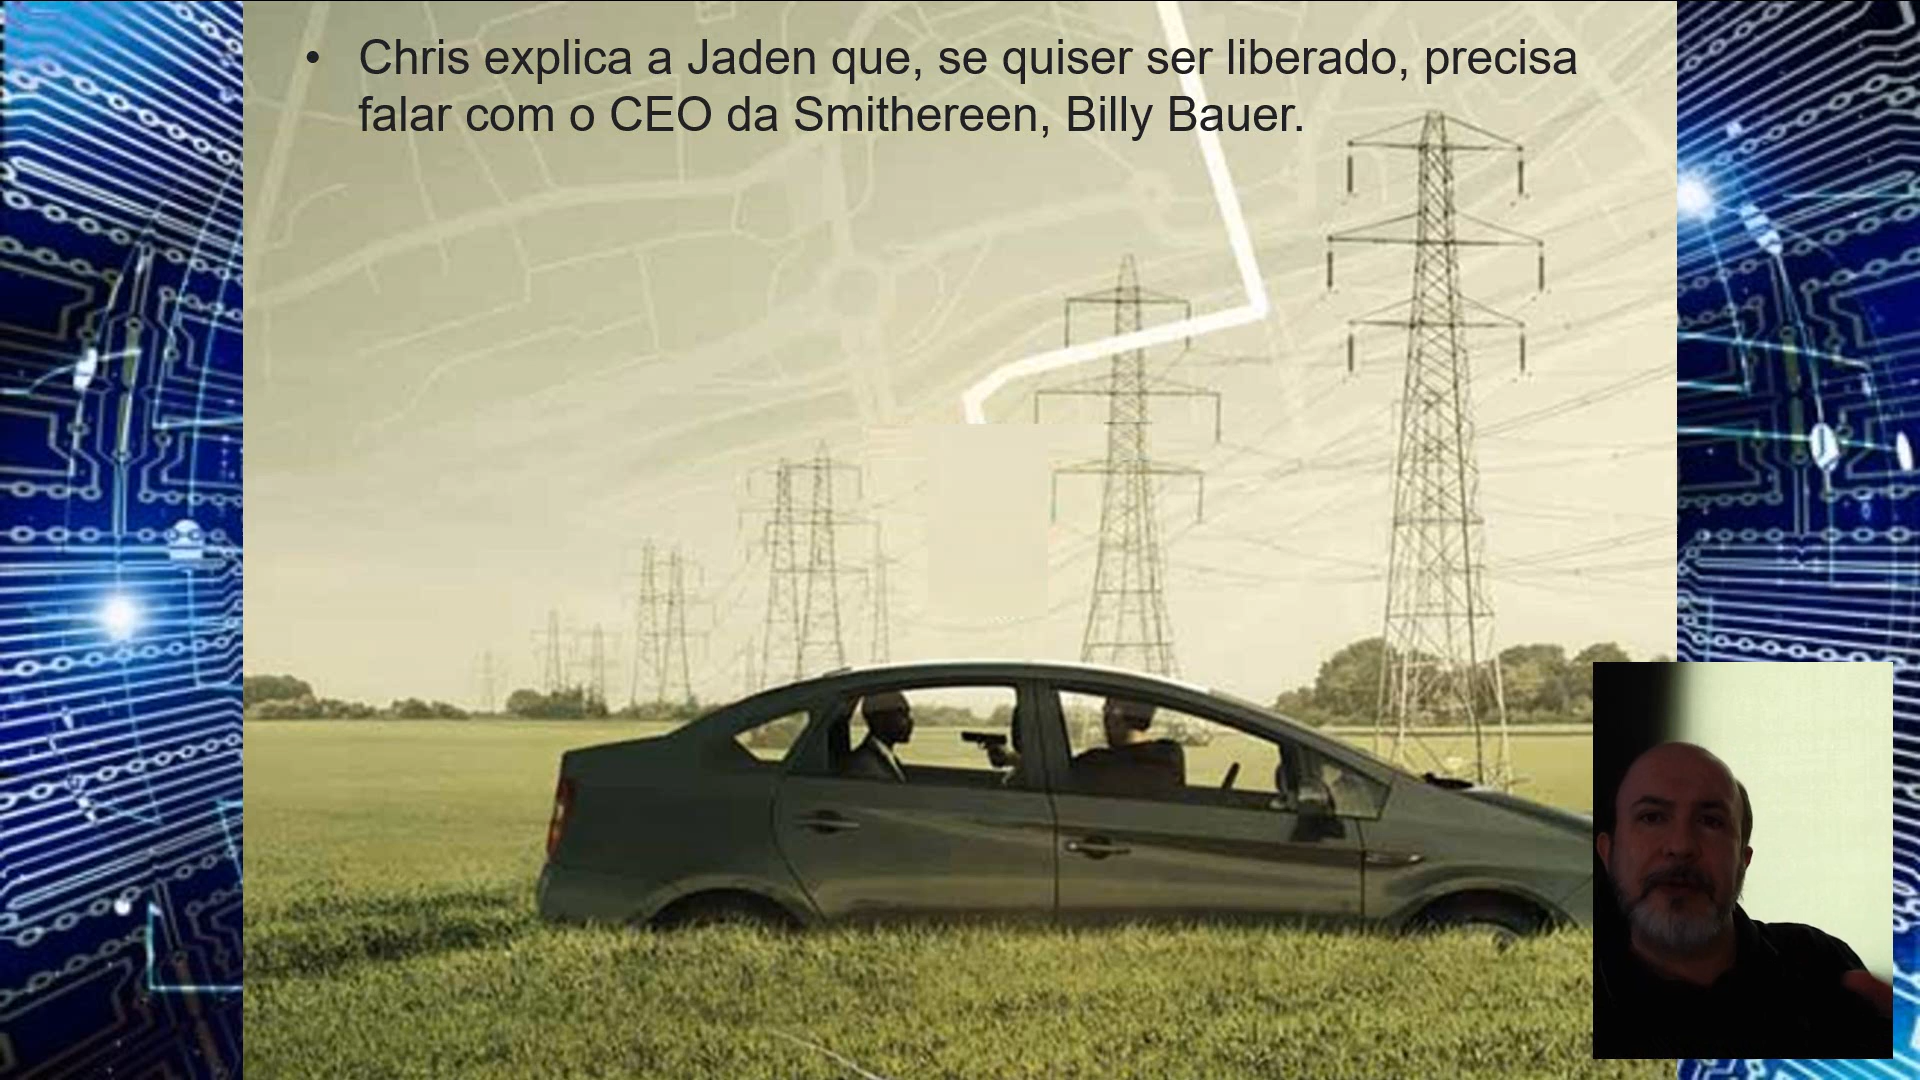 • Chris explica a Jaden que, se quiser ser liberado, precisa
falar com o CEO da Smithereen, Billy Bauer.